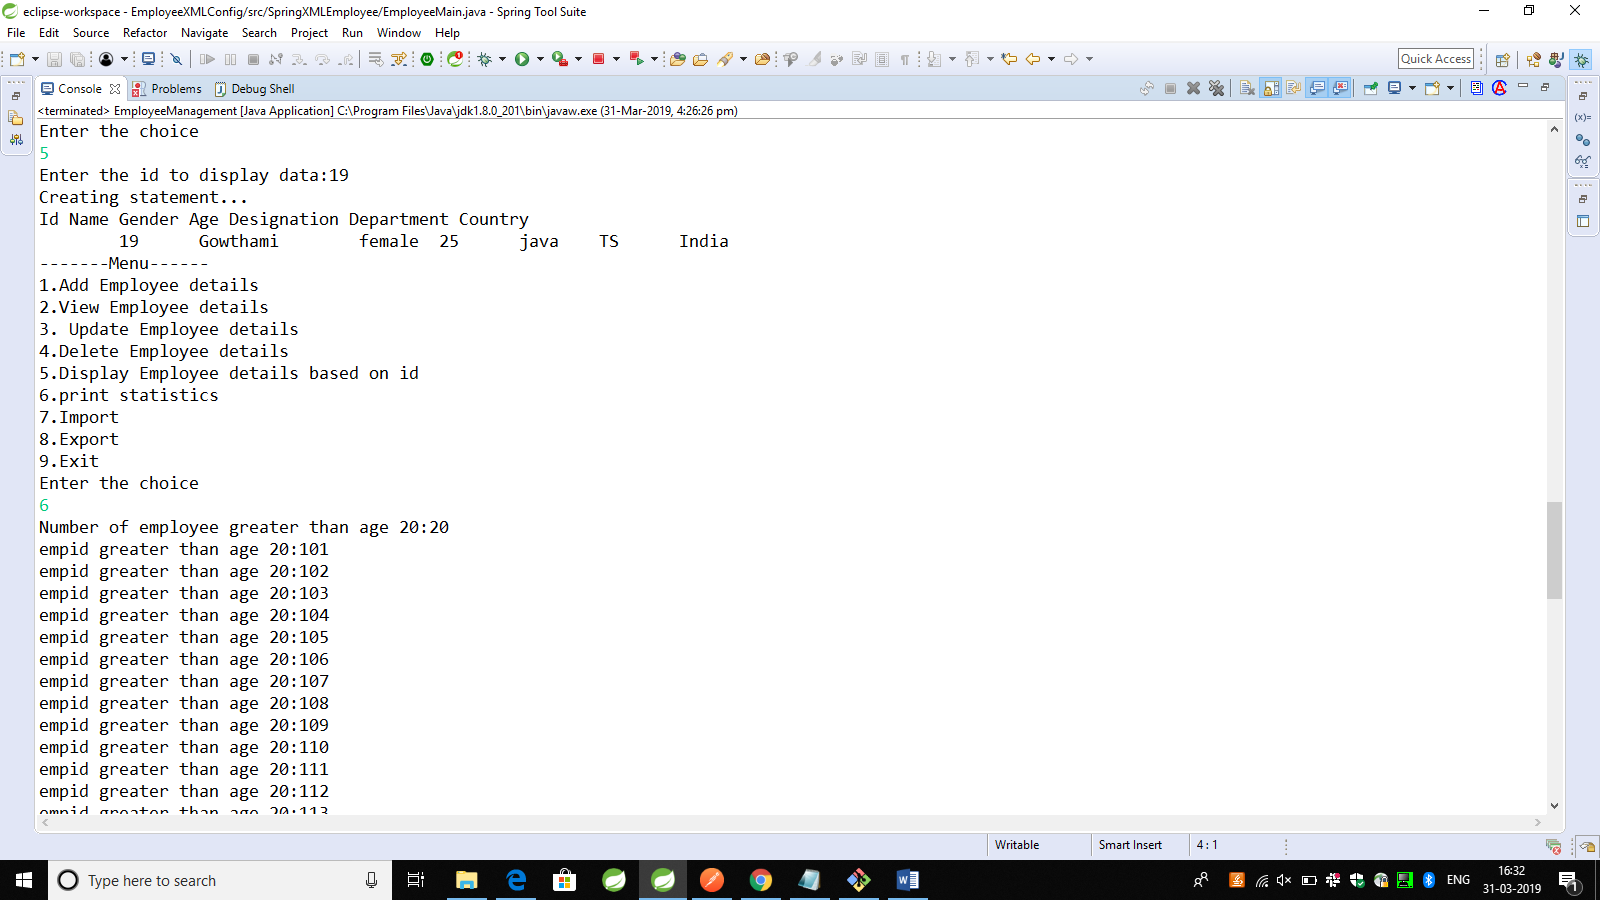 eclipse-workspace - EmployeeXMLConfig/src/SpringXMLEmployee/EmployeeMain.java - Spring Tool Suite
File Edit Source Refactor Navigate Search Project Run Window Help
Quick Access
Console Problems Debug Shell
<terminated> EmployeeManagement [Java Application] C:\Program Files\Java\jdk1.8.0_201\bin\javaw.exe (31-Mar-2019, 4:26:26 pm)
Enter the choice
5
Enter the id to display data:19
Creating statement...
Id Name Gender Age Designation Department Country
19 Gowthami female 25 java TS India
-------Menu------
1.Add Employee details
2.View Employee details
3. Update Employee details
4.Delete Employee details
5.Display Employee details based on id
6.print statistics
7.Import
8.Export
9.Exit
Enter the choice
6
Number of employee greater than age 20:20
empid greater than age 20:101
empid greater than age 20:102
empid greater than age 20:103
empid greater than age 20:104
empid greater than age 20:105
empid greater than age 20:106
empid greater than age 20:107
empid greater than age 20:108
empid greater than age 20:109
empid greater than age 20:110
empid greater than age 20:111
empid greater than age 20:112
empid greater than age 20:113
Writable Smart Insert 4 : 1
Type here to search
ENG
16:32
31-03-2019
1